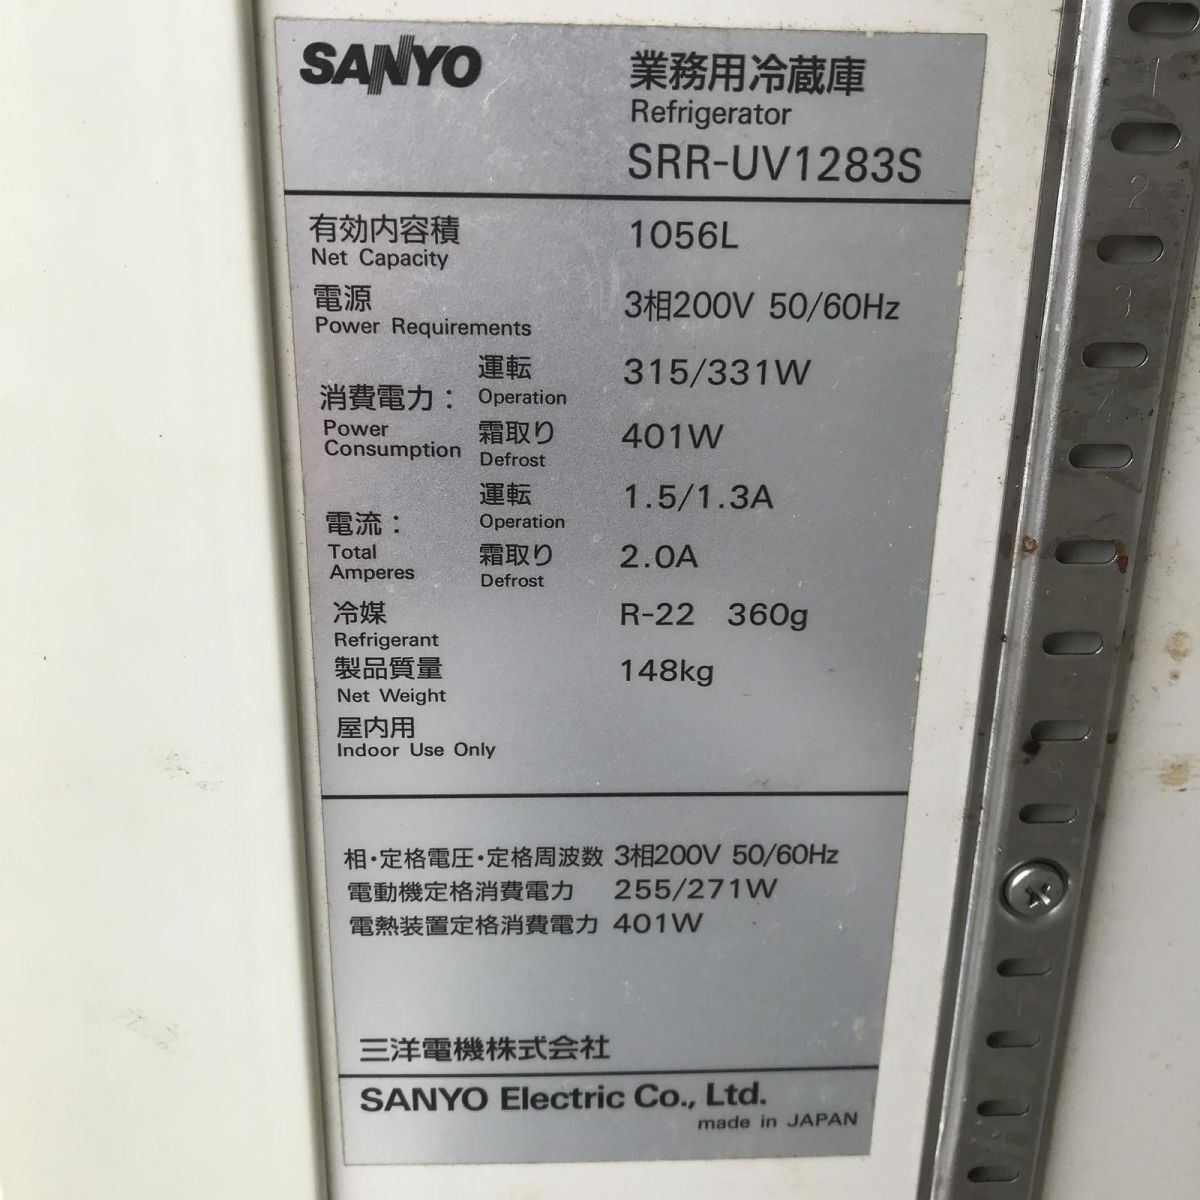 SANYO
業務用冷蔵庫
Refrigerator
SRR-UV1283S
有効内容積 1056L
Net Capacity
電源 3相200V 50/60Hz
Power Requirements
消費電力: 運転 315/331W
Power Consumption Operation
霜取り 401W
Defrost
電流: 運転 1.5/1.3A
Total Amperes Operation
霜取り 2.0A
Defrost
冷媒 R-22 360g
Refrigerant
製品質量 148kg
Net Weight
屋内用
Indoor Use Only
相・定格電圧・定格周波数 3相200V 50/60Hz
電動機定格消費電力 255/271W
電熱装置定格消費電力 401W
三洋電機株式会社
SANYO Electric Co., Ltd.
made in JAPAN
1
2
3
4